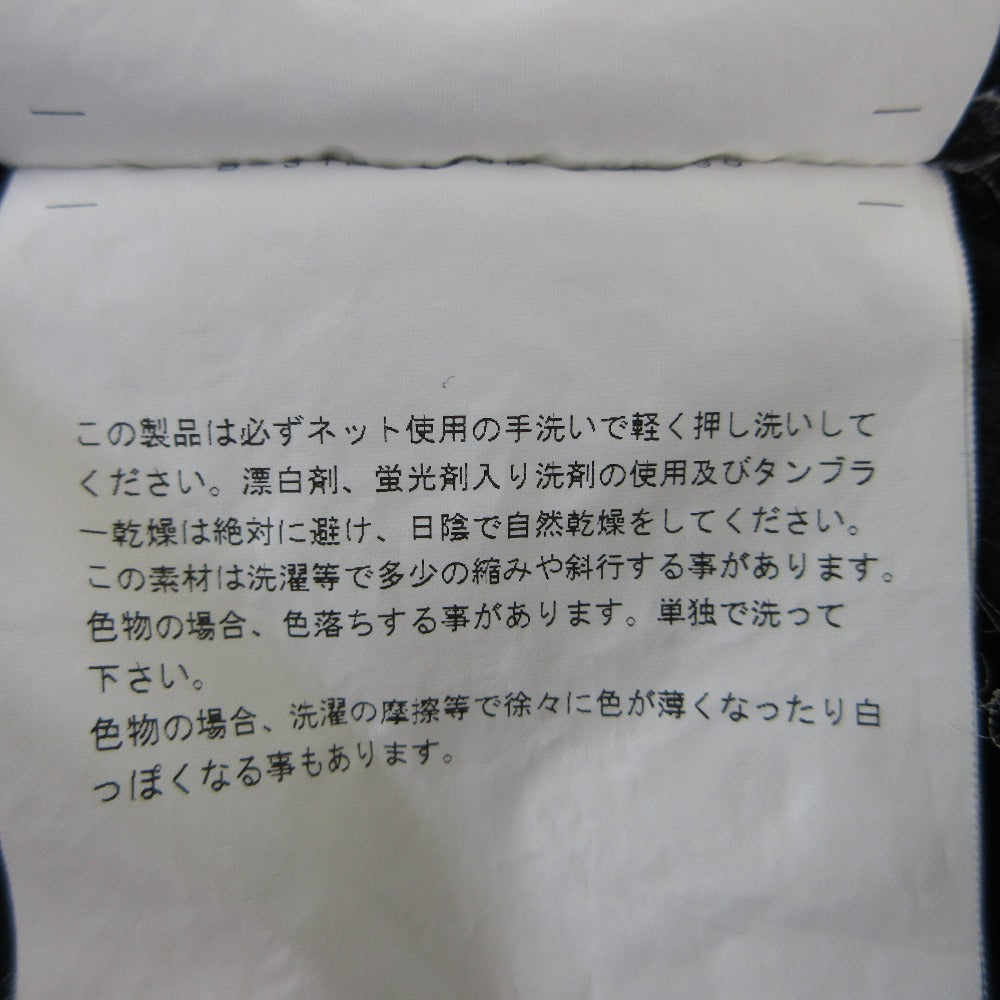 この製品は必ずネット使用の手洗いで軽く押し洗いして
ください。漂白剤、蛍光剤入り洗剤の使用及びタンブラ
ー乾燥は絶対に避け、日陰で自然乾燥をしてください。
この素材は洗濯等で多少の縮みや斜行する事があります。
色物の場合、色落ちする事があります。単独で洗って
下さい。
色物の場合、洗濯の摩擦等で徐々に色が薄くなったり白
っぽくなる事もあります。